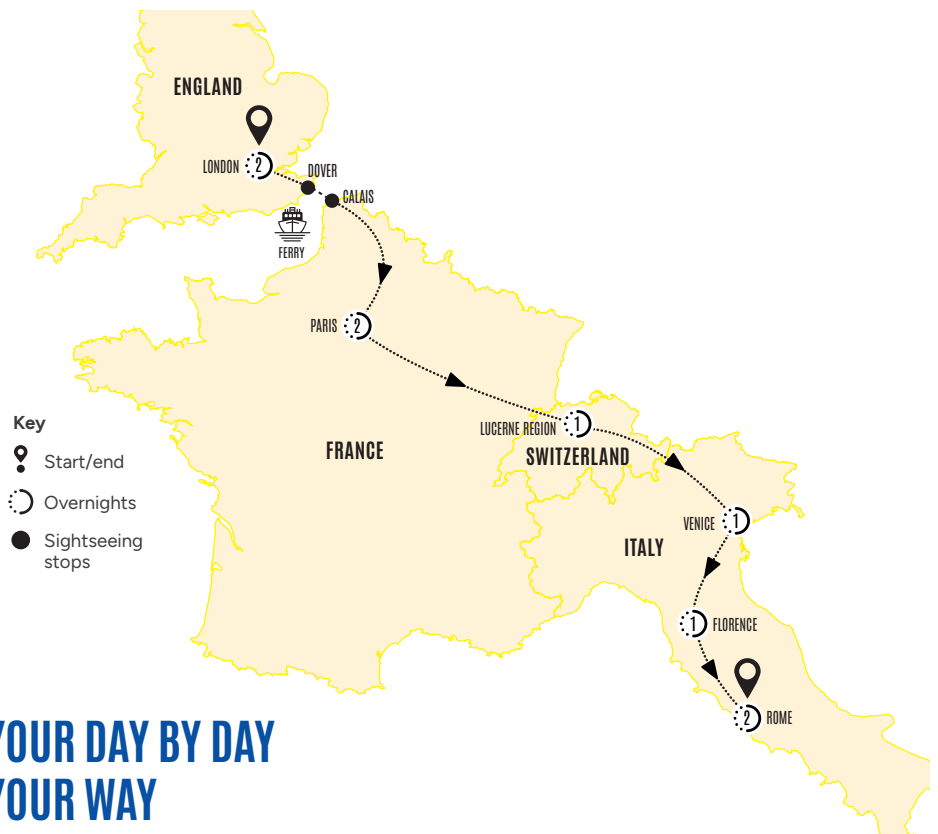 ENGLAND
LONDON
2
DOVER
CALAIS
FERRY
PARIS
2
Key
Start/end
Overnights
Sightseeing
stops
FRANCE
LUCERNE REGION
1
SWITZERLAND
VENICE
1
ITALY
1
FLORENCE
2
ROME
YOUR DAY BY DAY
YOUR WAY